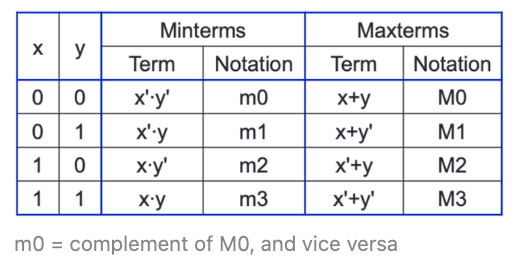 x y Minterms Maxterms
Term Notation Term Notation
0 0 x'·y' m0 x+y M0
0 1 x'·y m1 x+y' M1
1 0 x·y' m2 x'+y M2
1 1 x·y m3 x'+y' M3
m0 = complement of M0, and vice versa